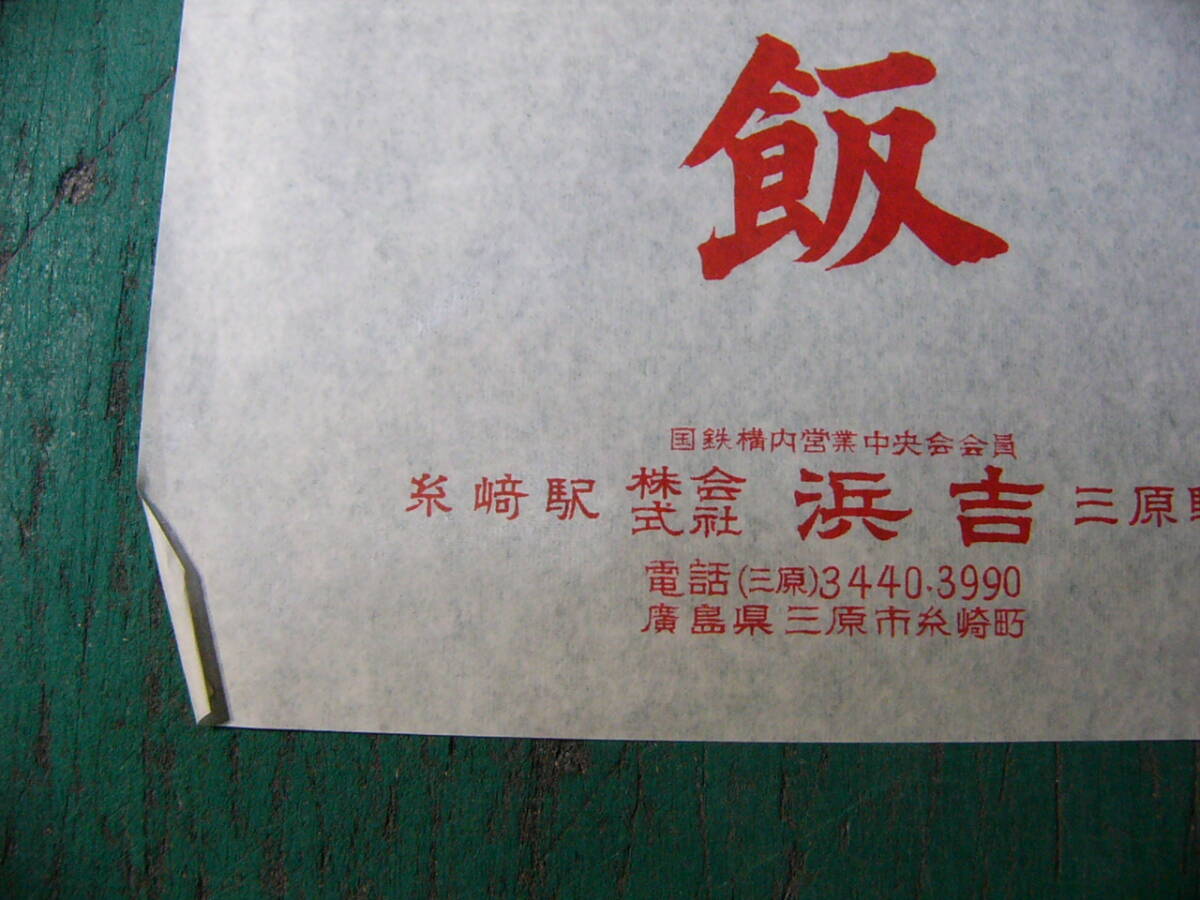 飯
国鉄構内営業中央会会員
糸崎駅 株式会社 浜吉 三原
電話(三原)3440.3990
廣島県三原市糸崎町